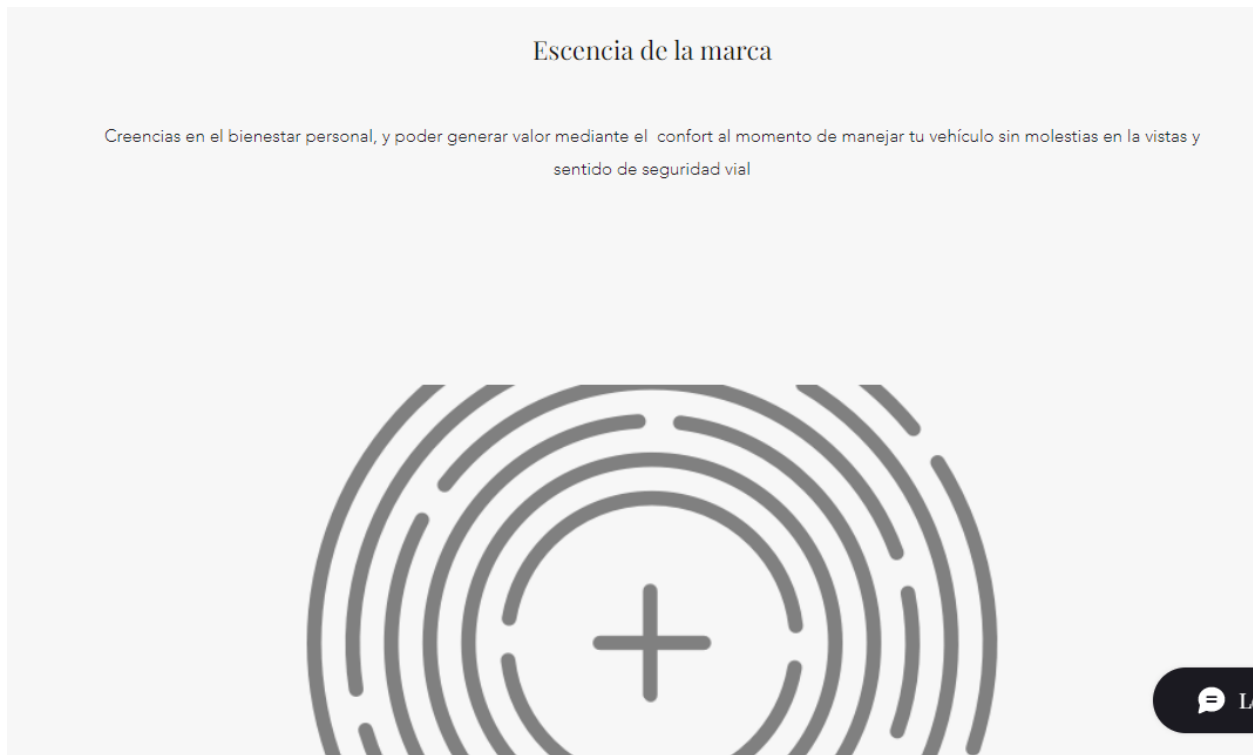 Escencia de la marca
Creencias en el bienestar personal, y poder generar valor mediante el  confort al momento de manejar tu vehículo sin molestias en la vistas y
sentido de seguridad vial